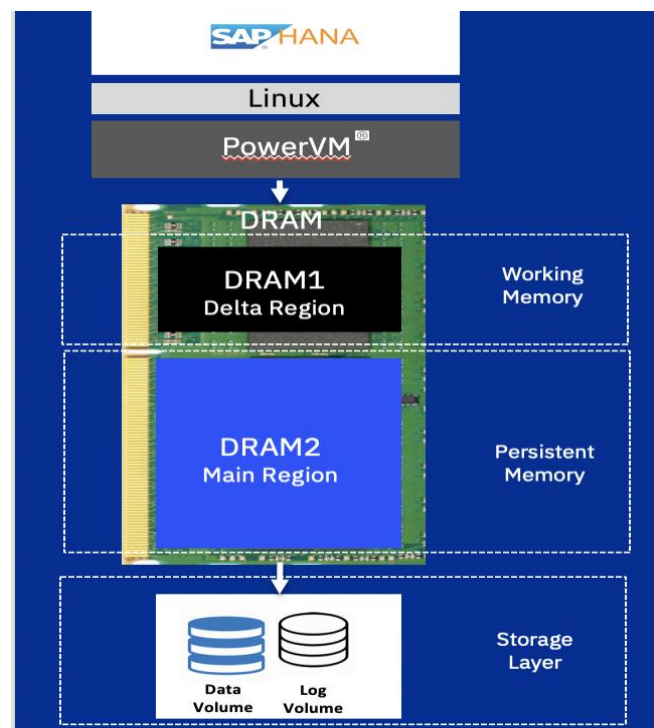 SAP HANA
Linux
PowerVM®
DRAM
DRAM1
Delta Region
Working
Memory
DRAM2
Main Region
Persistent
Memory
Data
Volume
Log
Volume
Storage
Layer